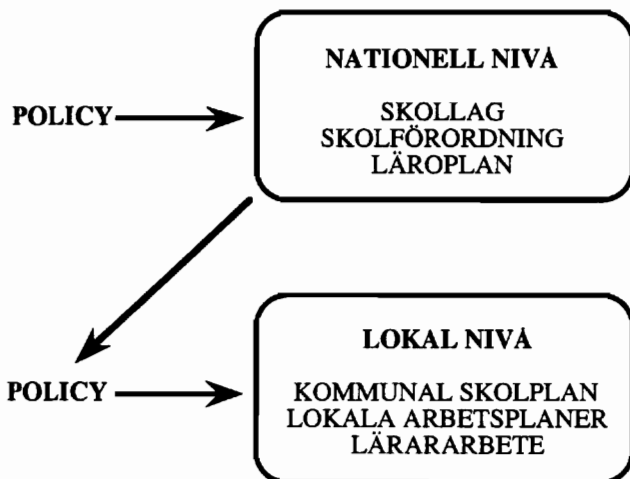 NATIONELL NIVÅ
POLICY
SKOLLAG
SKOLFÖRORDNING
LÄROPLAN
LOKAL NIVÅ
POLICY
KOMMUNAL SKOLPLAN
LOKALA ARBETSPLANER
LÄRARARBETE